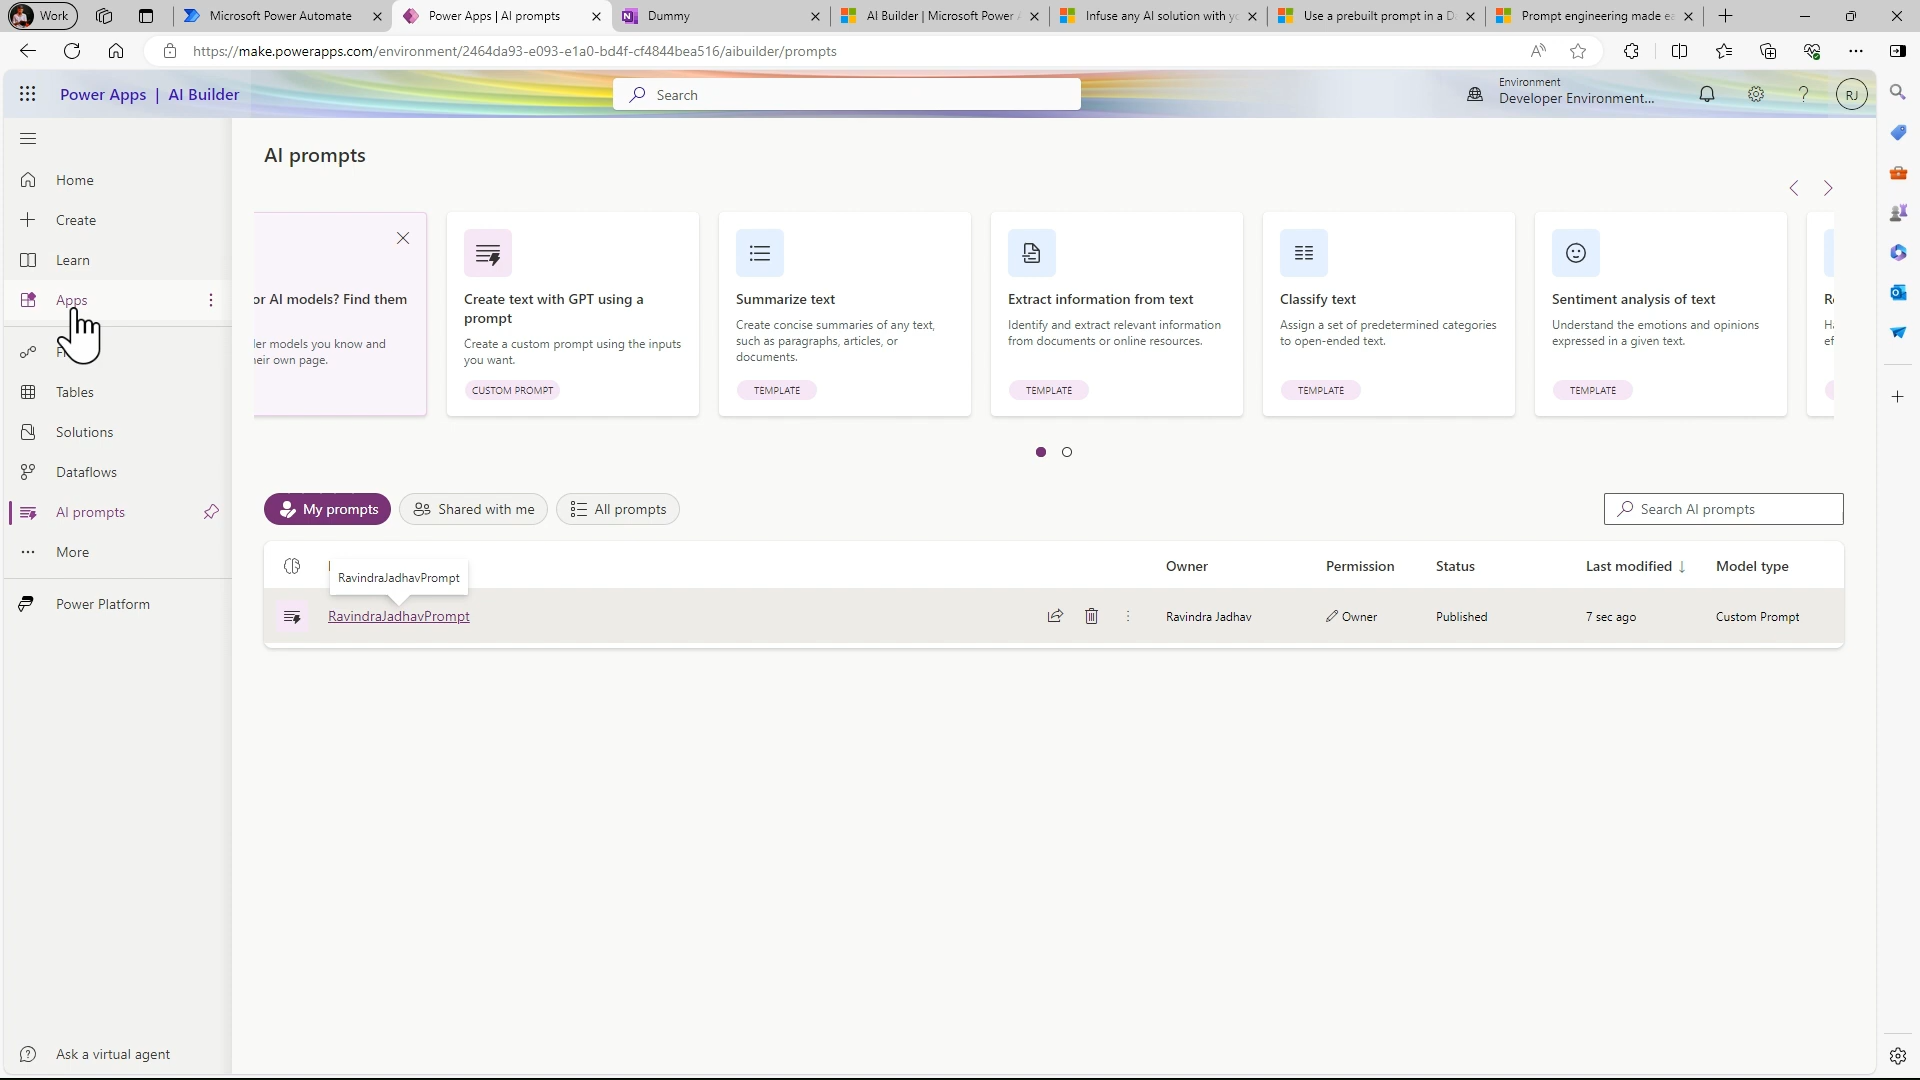 Work
Microsoft Power Automate
Power Apps | AI prompts
Dummy
AI Builder | Microsoft Power
Infuse any AI solution with yo
Use a prebuilt prompt in a D
Prompt engineering made ea
https://make.powerapps.com/environment/2464da93-e093-e1a0-bd4f-cf4844bea516/aibuilder/prompts
Power Apps | AI Builder
Search
Environment
Developer Environment...
RJ
AI prompts
Home
Create
Learn
Apps
Tables
Solutions
Dataflows
AI prompts
More
Power Platform
Ask a virtual agent
or AI models? Find them
ler models you know and
eir own page.
Create text with GPT using a
prompt
Create a custom prompt using the inputs
you want.
CUSTOM PROMPT
Summarize text
Create concise summaries of any text,
such as paragraphs, articles, or
documents.
TEMPLATE
Extract information from text
Identify and extract relevant information
from documents or online resources.
TEMPLATE
Classify text
Assign a set of predetermined categories
to open-ended text.
TEMPLATE
Sentiment analysis of text
Understand the emotions and opinions
expressed in a given text.
TEMPLATE
My prompts
Shared with me
All prompts
Search AI prompts
RavindraJadhavPrompt
Owner
Permission
Status
Last modified ↓
Model type
RavindraJadhavPrompt
Ravindra Jadhav
Owner
Published
7 sec ago
Custom Prompt